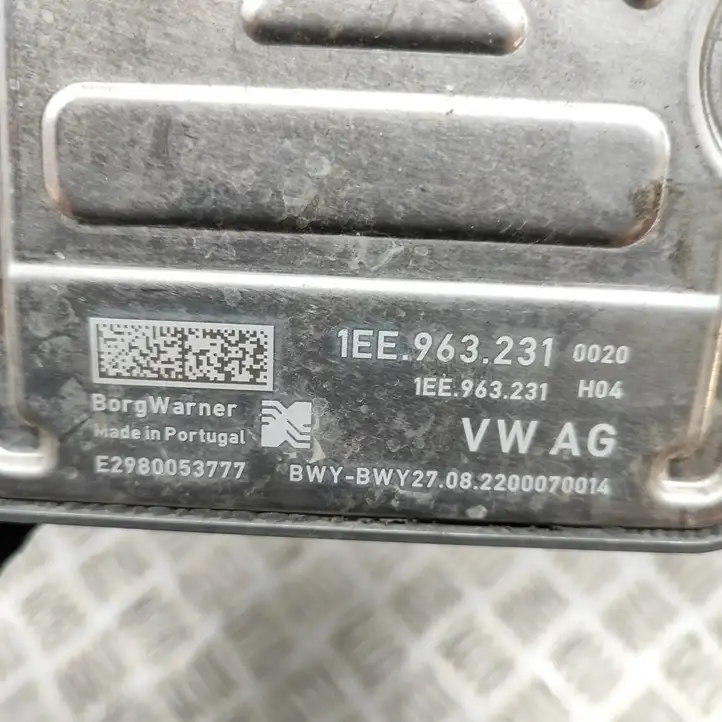 1EE.963.231 0020
1EE.963.231 H04
BorgWarner
Made in Portugal
VW AG
E2980053777
BWY-BWY27.08.2200070014